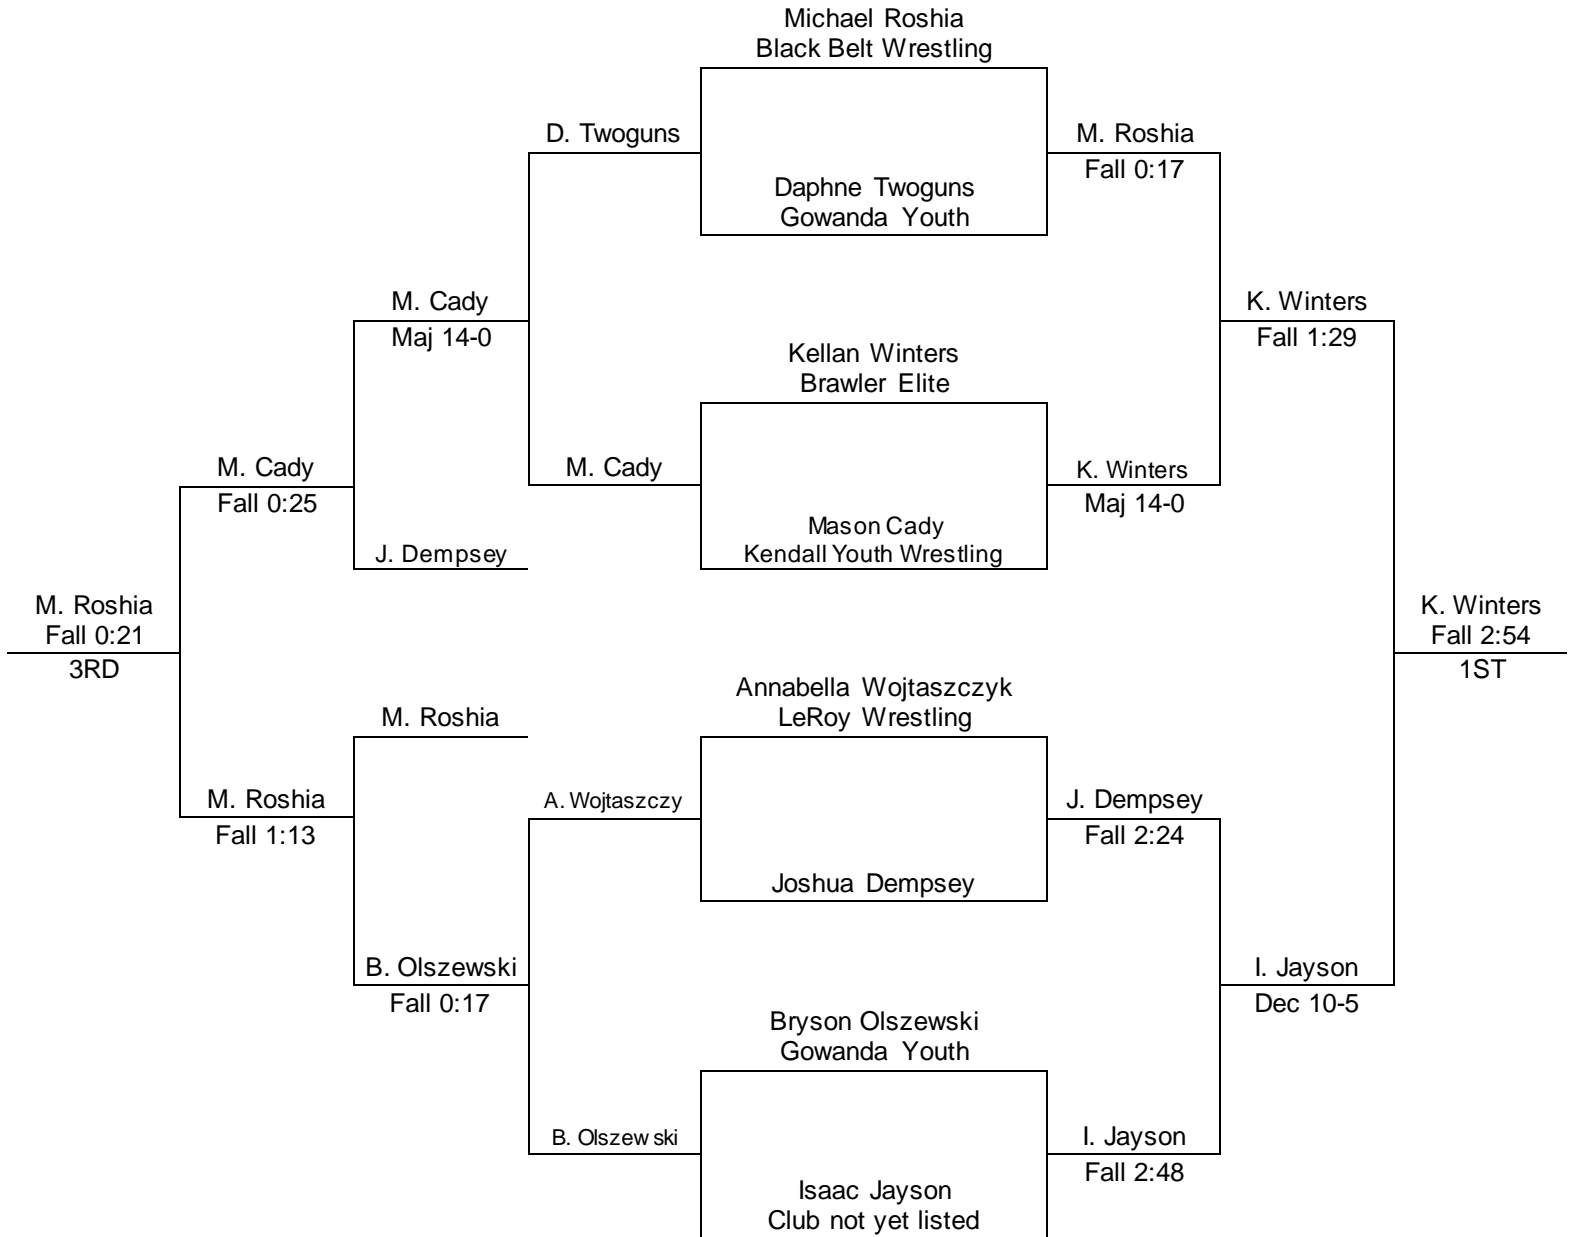 Michael Roshia
Black Belt Wrestling
D. Twoguns
M. Roshia
Fall 0:17
Daphne Twoguns
Gowanda Youth
M. Cady
Maj 14-0
K. Winters
Fall 1:29
Kellan Winters
Brawler Elite
M. Cady
Fall 0:25
M. Cady
K. Winters
Maj 14-0
Mason Cady
Kendall Youth Wrestling
J. Dempsey
M. Roshia
Fall 0:21
3RD
K. Winters
Fall 2:54
1ST
Annabella Wojtaszczyk
LeRoy Wrestling
M. Roshia
M. Roshia
Fall 1:13
A. Wojtaszczy
J. Dempsey
Fall 2:24
Joshua Dempsey
B. Olszewski
Fall 0:17
I. Jayson
Dec 10-5
Bryson Olszewski
Gowanda Youth
B. Olszewski
I. Jayson
Fall 2:48
Isaac Jayson
Club not yet listed